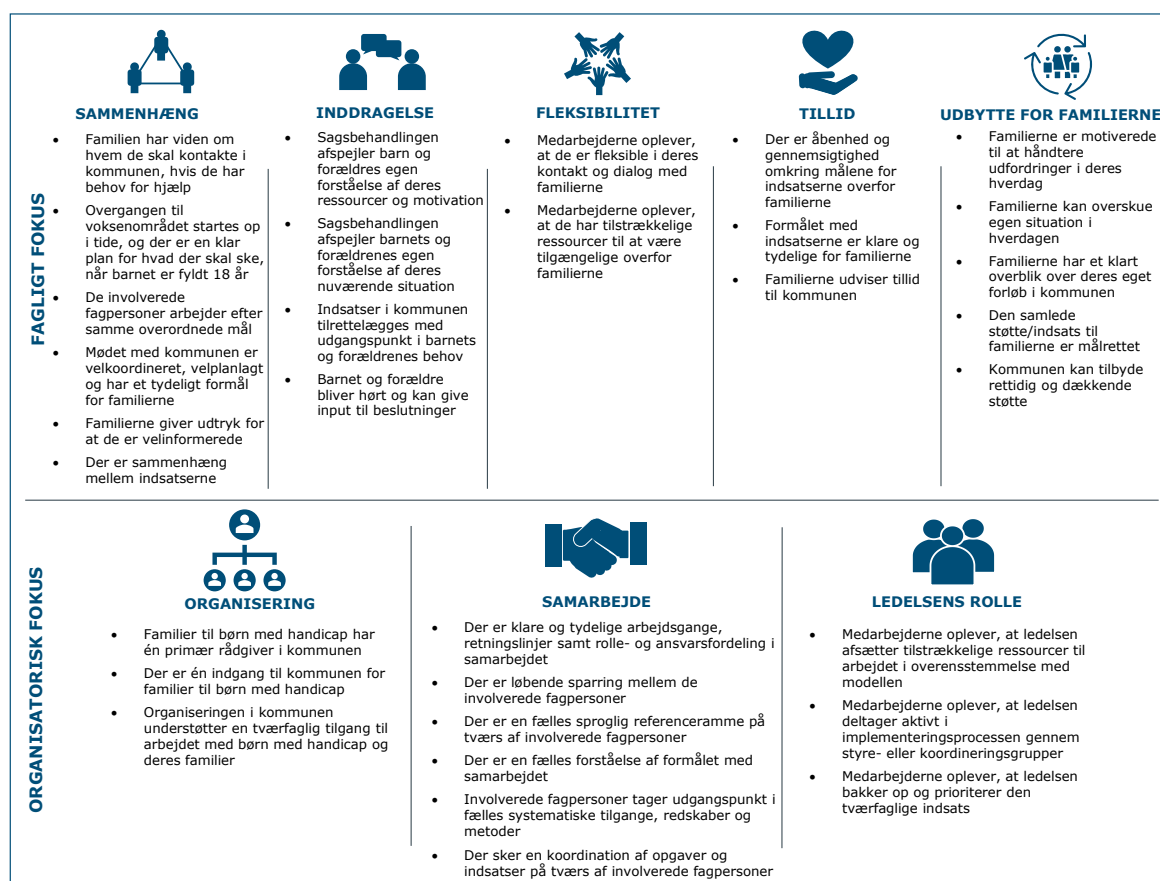 FAGLIGT FOKUS
SAMMENHÆNG
• Familien har viden om
hvem de skal kontakte i
kommunen, hvis de har
behov for hjælp
• Overgangen til
voksenområdet startes op
i tide, og der er en klar
plan for hvad der skal ske,
når barnet er fyldt 18 år
• De involverede
fagpersoner arbejder efter
samme overordnede mål
• Mødet med kommunen er
velkoordineret, velplanlagt
og har et tydeligt formål
for familierne
• Familierne giver udtryk for
at de er velinformerede
• Der er sammenhæng
mellem indsatserne
INDDRAGELSE
• Sagsbehandlingen
afspejler barn og
forældres egen
forståelse af deres
ressourcer og motivation
• Sagsbehandlingen
afspejler barnets og
forældrenes egen
forståelse af deres
nuværende situation
• Indsatser i kommunen
tilrettelægges med
udgangspunkt i barnets
og forældrenes behov
• Barnet og forældre
bliver hørt og kan give
input til beslutninger
FLEKSIBILITET
• Medarbejderne oplever,
at de er fleksible i deres
kontakt og dialog med
familierne
• Medarbejderne oplever,
at de har tilstrækkelige
ressourcer til at være
tilgængelige overfor
familierne
TILLID
• Der er åbenhed og
gennemsigtighed
omkring målene for
indsatserne overfor
familierne
• Formålet med
indsatserne er klare og
tydelige for familierne
• Familierne udviser tillid
til kommunen
UDBYTTE FOR FAMILIERNE
• Familierne er motiverede
til at håndtere
udfordringer i deres
hverdag
• Familierne kan overskue
egen situation i
hverdagen
• Familierne har et klart
overblik over deres eget
forløb i kommunen
• Den samlede
støtte/indsats til
familierne er målrettet
• Kommunen kan tilbyde
rettidig og dækkende
støtte
ORGANISATORISK FOKUS
ORGANISERING
• Familier til børn med handicap har
én primær rådgiver i kommunen
• Der er én indgang til kommunen for
familier til børn med handicap
• Organiseringen i kommunen
understøtter en tværfaglig tilgang til
arbejdet med børn med handicap og
deres familier
SAMARBEJDE
• Der er klare og tydelige arbejdsgange,
retningslinjer samt rolle- og ansvarsfordeling i
samarbejdet
• Der er løbende sparring mellem de
involverede fagpersoner
• Der er en fælles sproglig referenceramme på
tværs af involverede fagpersoner
• Der er en fælles forståelse af formålet med
samarbejdet
• Involverede fagpersoner tager udgangspunkt i
fælles systematiske tilgange, redskaber og
metoder
• Der sker en koordination af opgaver og
indsatser på tværs af involverede fagpersoner
LEDELSENS ROLLE
• Medarbejderne oplever, at ledelsen
afsætter tilstrækkelige ressourcer til
arbejdet i overensstemmelse med
modellen
• Medarbejderne oplever, at ledelsen
deltager aktivt i
implementeringsprocessen gennem
styre- eller koordineringsgrupper
• Medarbejderne oplever, at ledelsen
bakker op og prioriterer den
tværfaglige indsats